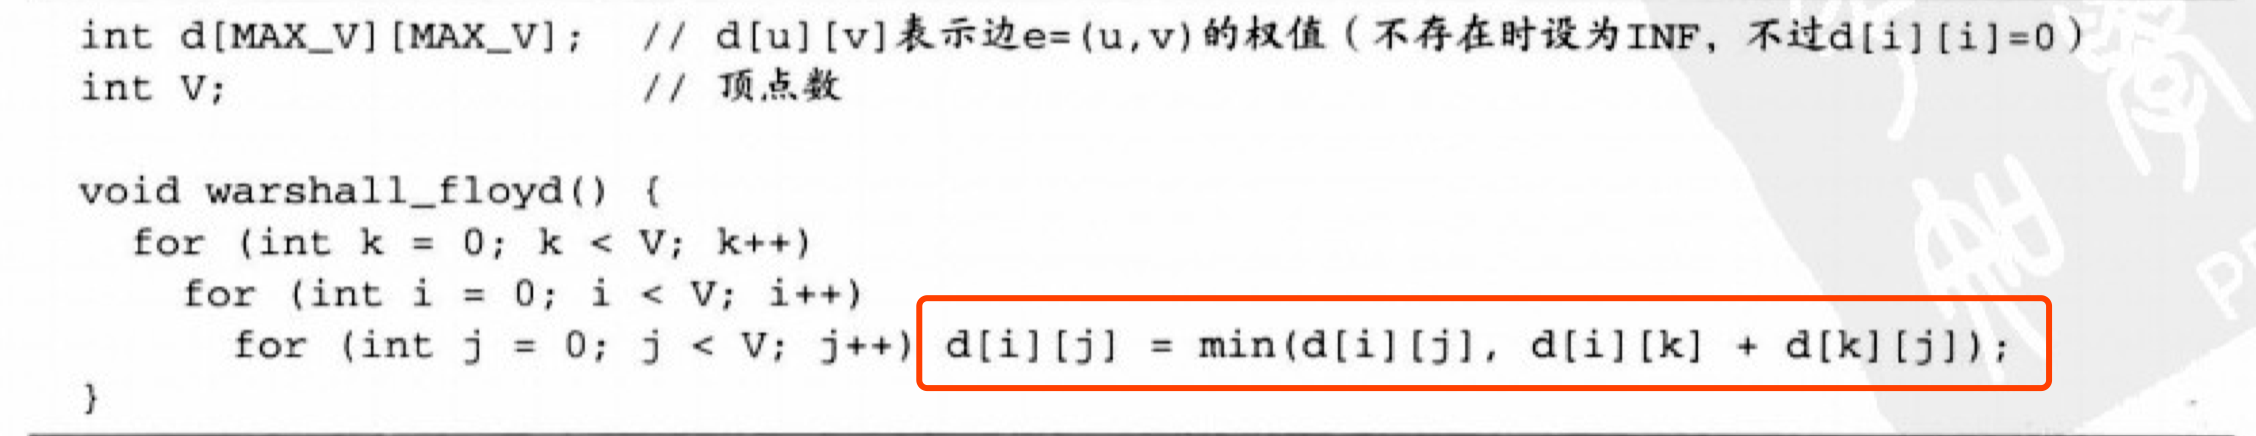 int d[MAX_V][MAX_V];   // d[u][v]表示边e=(u,v)的权值（不存在时设为INF, 不过d[i][i]=0）
int V;                 // 顶点数
void warshall_floyd() {
  for (int k = 0; k < V; k++)
    for (int i = 0; i < V; i++)
      for (int j = 0; j < V; j++) d[i][j] = min(d[i][j], d[i][k] + d[k][j]);
}